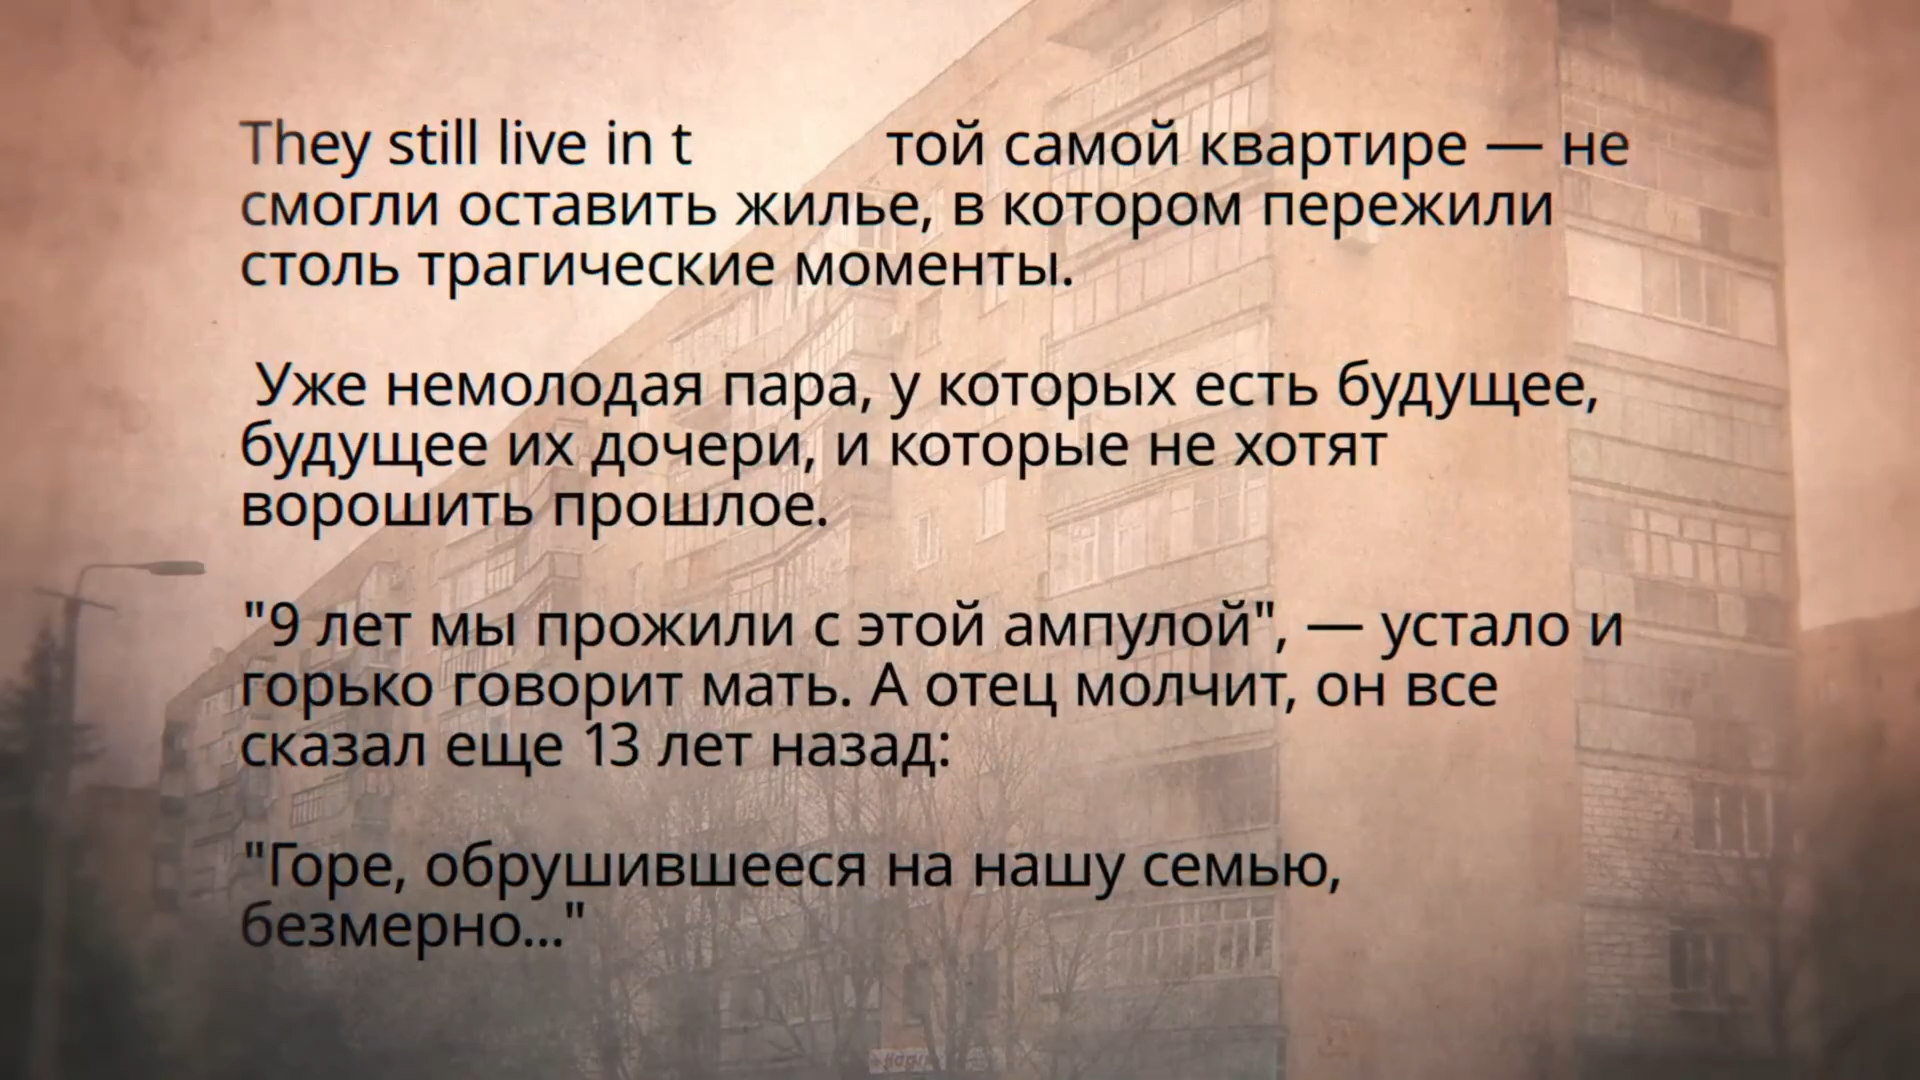 They still live in t той самой квартире — не
смогли оставить жилье, в котором пережили
столь трагические моменты.
Уже немолодая пара, у которых есть будущее,
будущее их дочери, и которые не хотят
ворошить прошлое.
"9 лет мы прожили с этой ампулой", — устало и
горько говорит мать. А отец молчит, он все
сказал еще 13 лет назад:
"Горе, обрушившееся на нашу семью,
безмерно..."